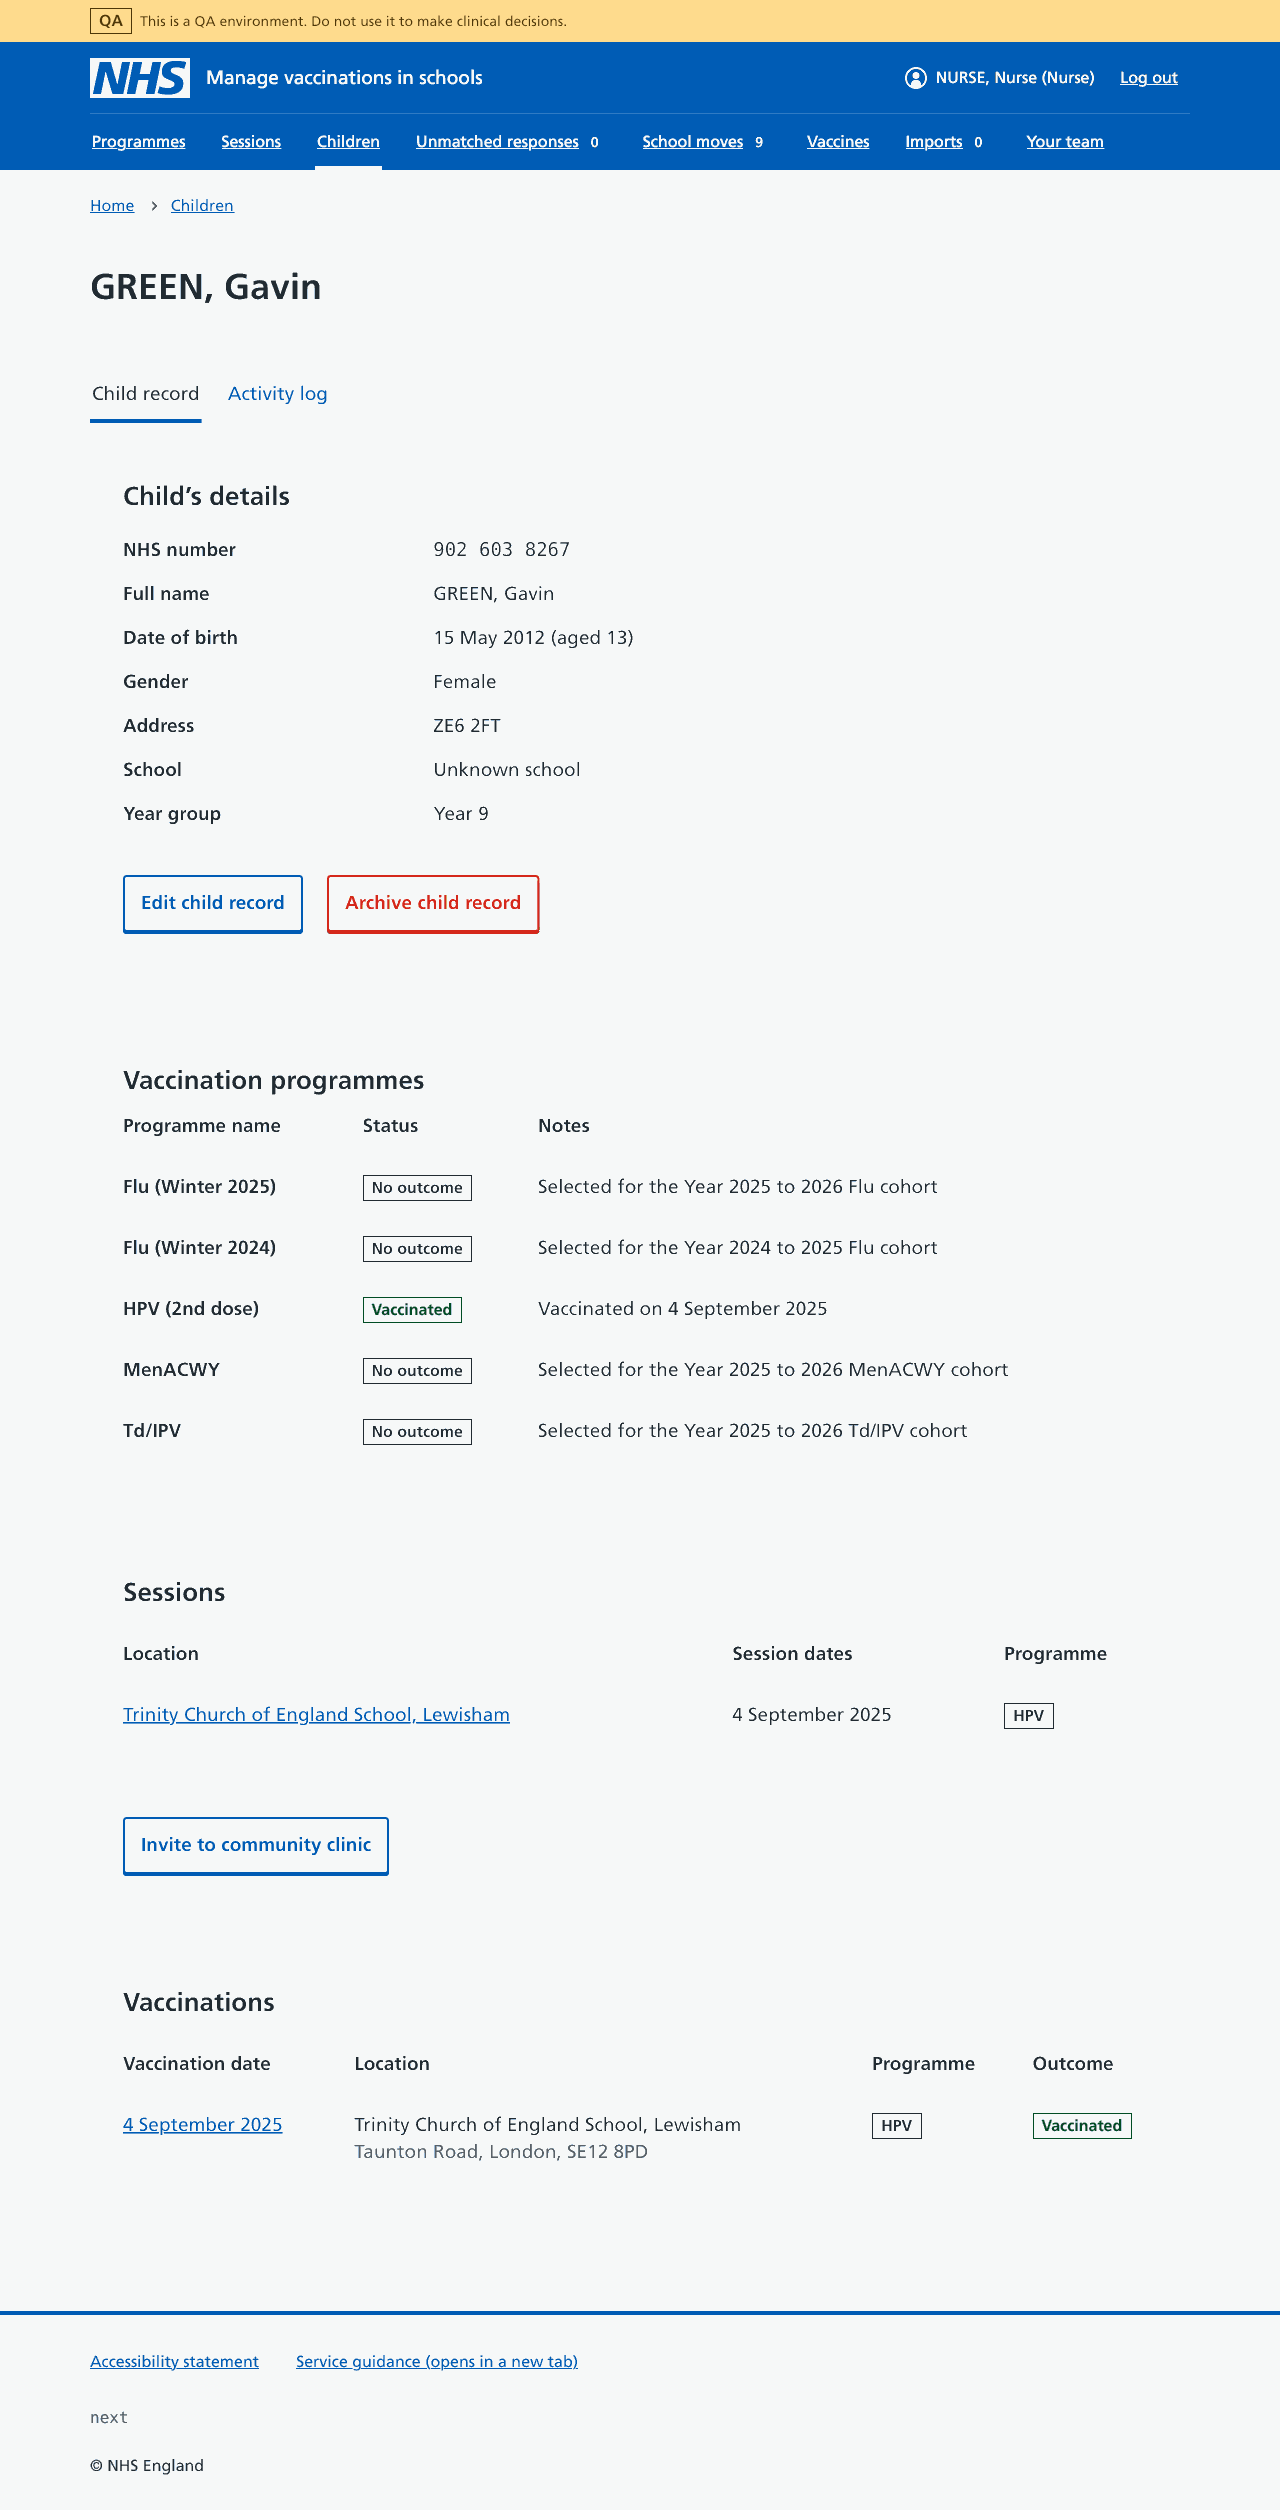 QA This is a QA environment. Do not use it to make clinical decisions.
NHS Manage vaccinations in schools NURSE, Nurse (Nurse) Log out
Programmes Sessions Children Unmatched responses 0 School moves 9 Vaccines Imports 0 Your team
Home › Children
GREEN, Gavin
Child record Activity log
Child’s details
NHS number 902 603 8267
Full name GREEN, Gavin
Date of birth 15 May 2012 (aged 13)
Gender Female
Address ZE6 2FT
School Unknown school
Year group Year 9
Edit child record Archive child record
Vaccination programmes
Programme name Status Notes
Flu (Winter 2025) No outcome Selected for the Year 2025 to 2026 Flu cohort
Flu (Winter 2024) No outcome Selected for the Year 2024 to 2025 Flu cohort
HPV (2nd dose) Vaccinated Vaccinated on 4 September 2025
MenACWY No outcome Selected for the Year 2025 to 2026 MenACWY cohort
Td/IPV No outcome Selected for the Year 2025 to 2026 Td/IPV cohort
Sessions
Location Session dates Programme
Trinity Church of England School, Lewisham 4 September 2025 HPV
Invite to community clinic
Vaccinations
Vaccination date Location Programme Outcome
4 September 2025 Trinity Church of England School, Lewisham HPV Vaccinated
Taunton Road, London, SE12 8PD
Accessibility statement Service guidance (opens in a new tab)
next
© NHS England